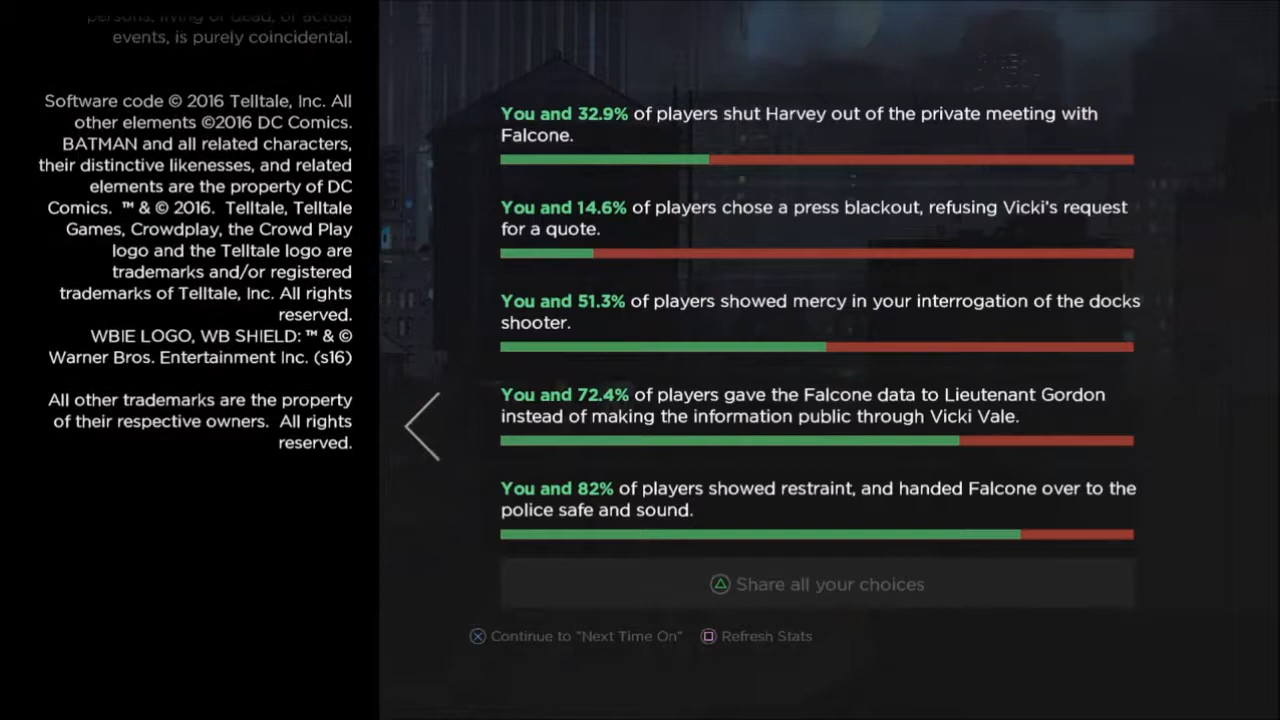 persons, living or dead, or actual
events, is purely coincidental.
Software code © 2016 Telltale, Inc. All
other elements ©2016 DC Comics.
BATMAN and all related characters,
their distinctive likenesses, and related
elements are the property of DC
Comics. ™ & © 2016. Telltale, Telltale
Games, Crowdplay, the Crowd Play
logo and the Telltale logo are
trademarks and/or registered
trademarks of Telltale, Inc. All rights
reserved.
WBIE LOGO, WB SHIELD: ™ & ©
Warner Bros. Entertainment Inc. (s16)
All other trademarks are the property
of their respective owners. All rights
reserved.
You and 32.9% of players shut Harvey out of the private meeting with
Falcone.
You and 14.6% of players chose a press blackout, refusing Vicki's request
for a quote.
You and 51.3% of players showed mercy in your interrogation of the docks
shooter.
You and 72.4% of players gave the Falcone data to Lieutenant Gordon
instead of making the information public through Vicki Vale.
You and 82% of players showed restraint, and handed Falcone over to the
police safe and sound.
Share all your choices
Continue to "Next Time On" Refresh Stats